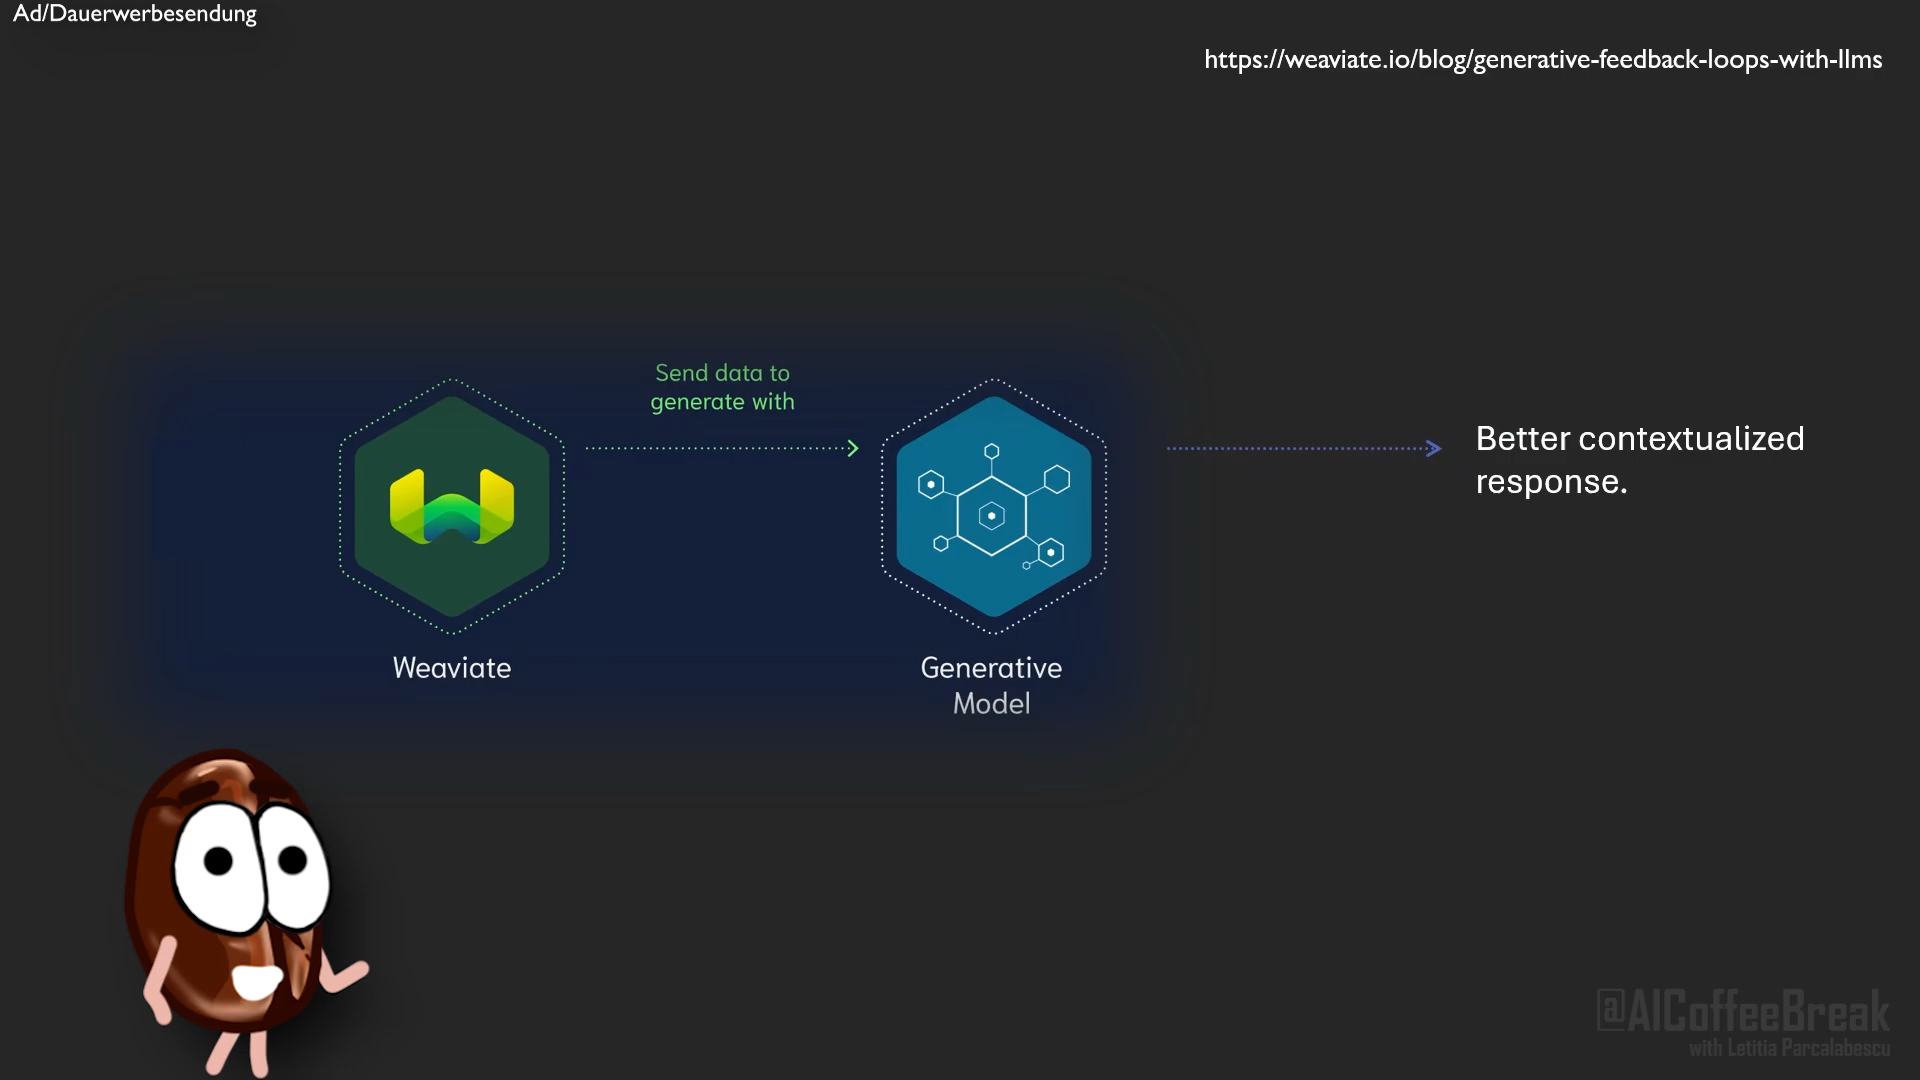 Ad/Dauerwerbesendung
https://weaviate.io/blog/generative-feedback-loops-with-llms
Send data to
generate with
Better contextualized
response.
Weaviate
Generative
Model
@AICoffeeBreak
with Letitia Parcalabescu